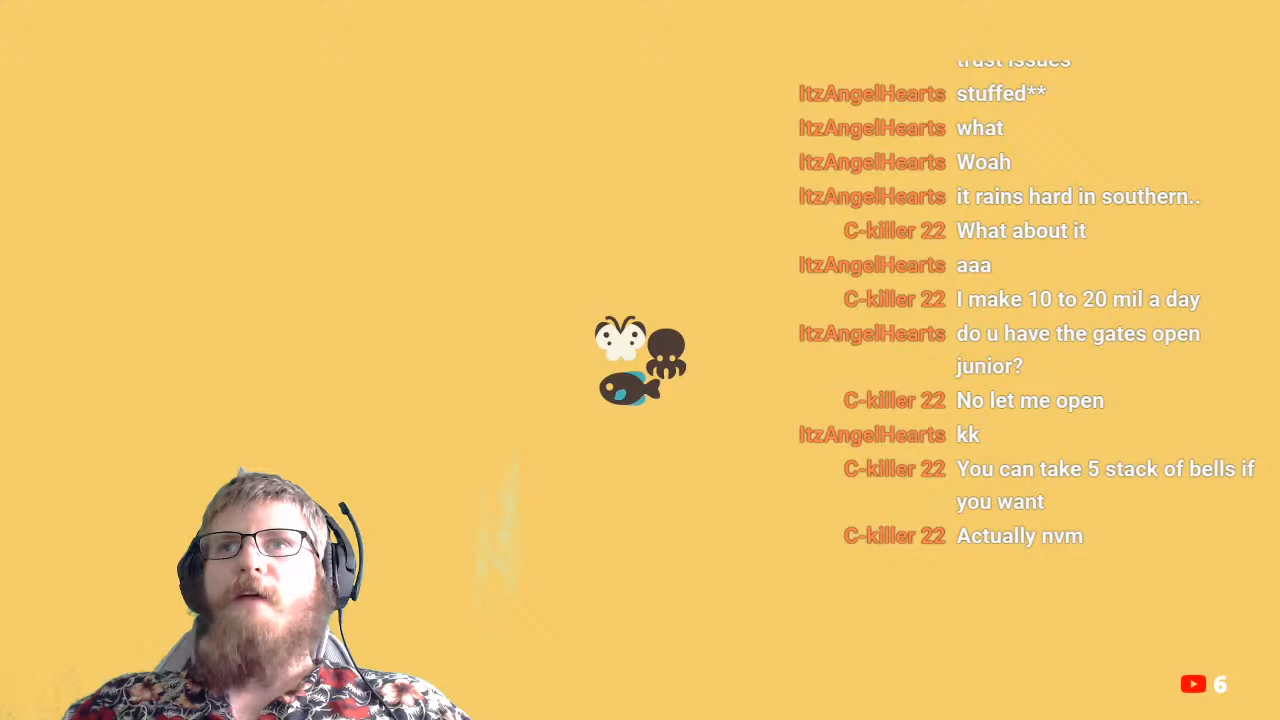 trust issues
ItzAngelHearts stuffed**
ItzAngelHearts what
ItzAngelHearts Woah
ItzAngelHearts it rains hard in southern..
C-killer 22 What about it
ItzAngelHearts aaa
C-killer 22 I make 10 to 20 mil a day
ItzAngelHearts do u have the gates open
junior?
C-killer 22 No let me open
ItzAngelHearts kk
C-killer 22 You can take 5 stack of bells if
you want
C-killer 22 Actually nvm
6